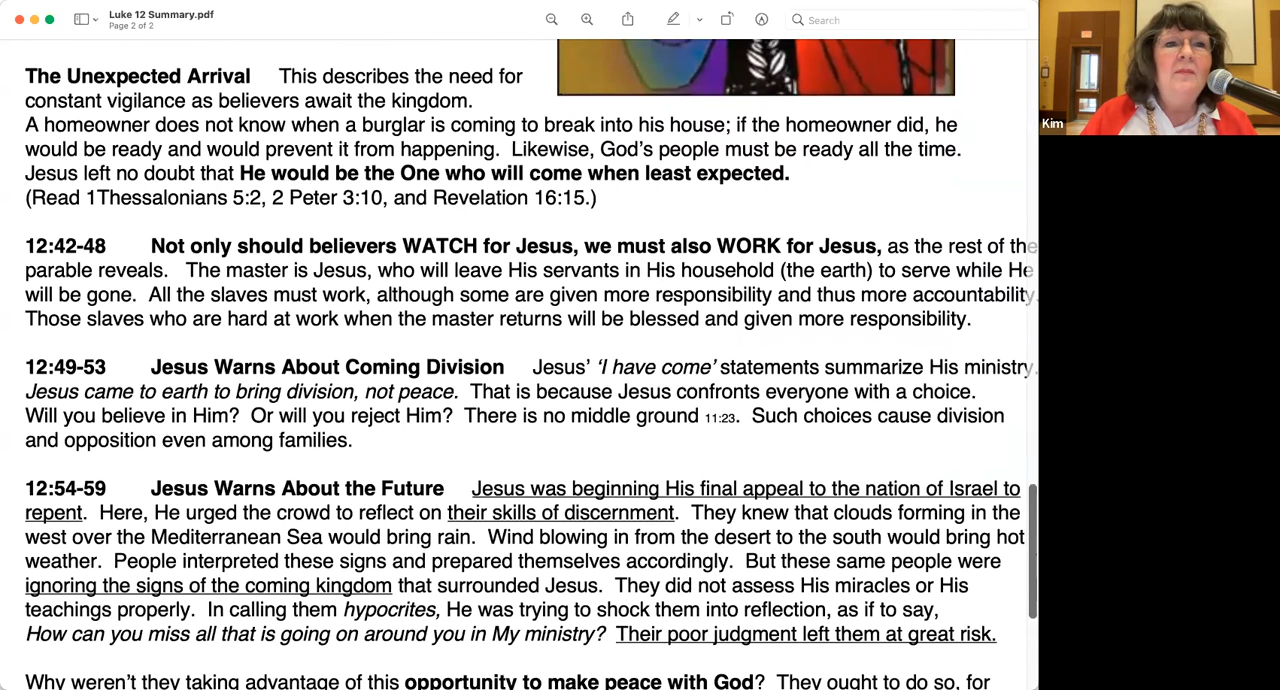 Luke 12 Summary.pdf
Page 2 of 2
Search
Kim
The Unexpected Arrival This describes the need for
constant vigilance as believers await the kingdom.
A homeowner does not know when a burglar is coming to break into his house; if the homeowner did, he
would be ready and would prevent it from happening. Likewise, God's people must be ready all the time.
Jesus left no doubt that He would be the One who will come when least expected.
(Read 1Thessalonians 5:2, 2 Peter 3:10, and Revelation 16:15.)
12:42-48 Not only should believers WATCH for Jesus, we must also WORK for Jesus, as the rest of the
parable reveals. The master is Jesus, who will leave His servants in His household (the earth) to serve while He
will be gone. All the slaves must work, although some are given more responsibility and thus more accountability.
Those slaves who are hard at work when the master returns will be blessed and given more responsibility.
12:49-53 Jesus Warns About Coming Division Jesus' 'I have come' statements summarize His ministry.
Jesus came to earth to bring division, not peace. That is because Jesus confronts everyone with a choice.
Will you believe in Him? Or will you reject Him? There is no middle ground 11:23. Such choices cause division
and opposition even among families.
12:54-59 Jesus Warns About the Future Jesus was beginning His final appeal to the nation of Israel to
repent. Here, He urged the crowd to reflect on their skills of discernment. They knew that clouds forming in the
west over the Mediterranean Sea would bring rain. Wind blowing in from the desert to the south would bring hot
weather. People interpreted these signs and prepared themselves accordingly. But these same people were
ignoring the signs of the coming kingdom that surrounded Jesus. They did not assess His miracles or His
teachings properly. In calling them hypocrites, He was trying to shock them into reflection, as if to say,
How can you miss all that is going on around you in My ministry? Their poor judgment left them at great risk.
Why weren't they taking advantage of this opportunity to make peace with God? They ought to do so, for